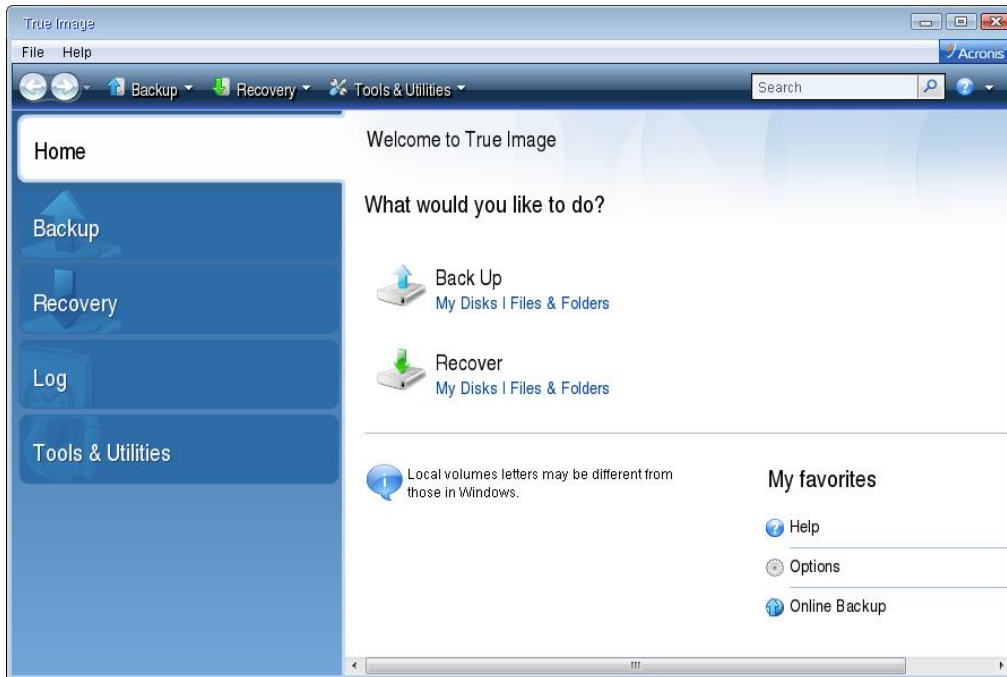 True Image
File Help
Acronis
Backup Recovery Tools & Utilities Search
Home
Backup
Recovery
Log
Tools & Utilities
Welcome to True Image
What would you like to do?
Back Up
My Disks | Files & Folders
Recover
My Disks | Files & Folders
Local volumes letters may be different from
those in Windows.
My favorites
Help
Options
Online Backup